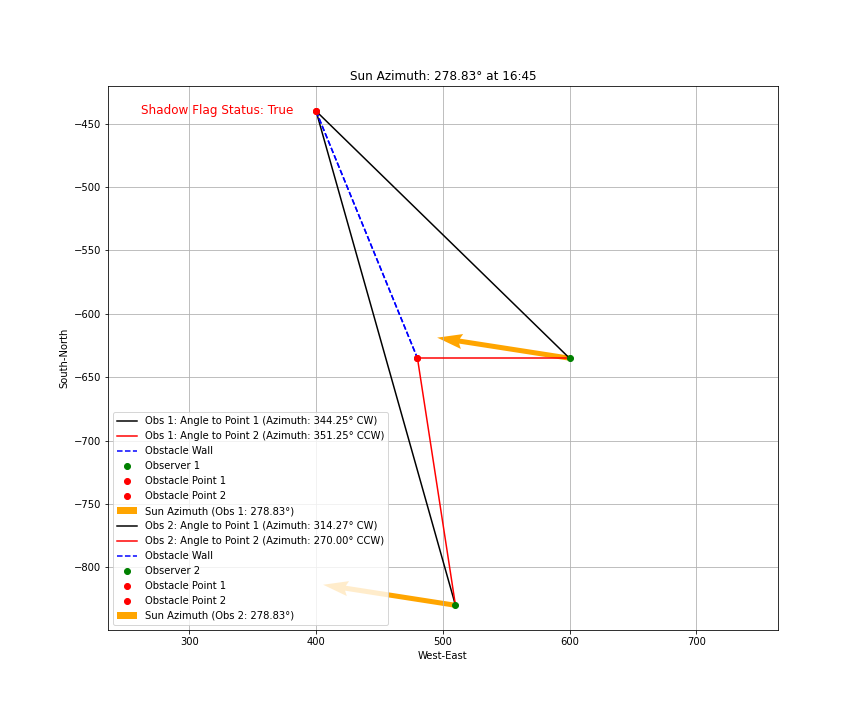 Sun Azimuth: 278.83° at 16:45
Shadow Flag Status: True
−450
−500
−550
−600
−650
−700
−750
−800
South-North
Obs 1: Angle to Point 1 (Azimuth: 344.25° CW)
Obs 1: Angle to Point 2 (Azimuth: 351.25° CCW)
Obstacle Wall
Observer 1
Obstacle Point 1
Obstacle Point 2
Sun Azimuth (Obs 1: 278.83°)
Obs 2: Angle to Point 1 (Azimuth: 314.27° CW)
Obs 2: Angle to Point 2 (Azimuth: 270.00° CCW)
Obstacle Wall
Observer 2
Obstacle Point 1
Obstacle Point 2
Sun Azimuth (Obs 2: 278.83°)
300 400 500 600 700
West-East